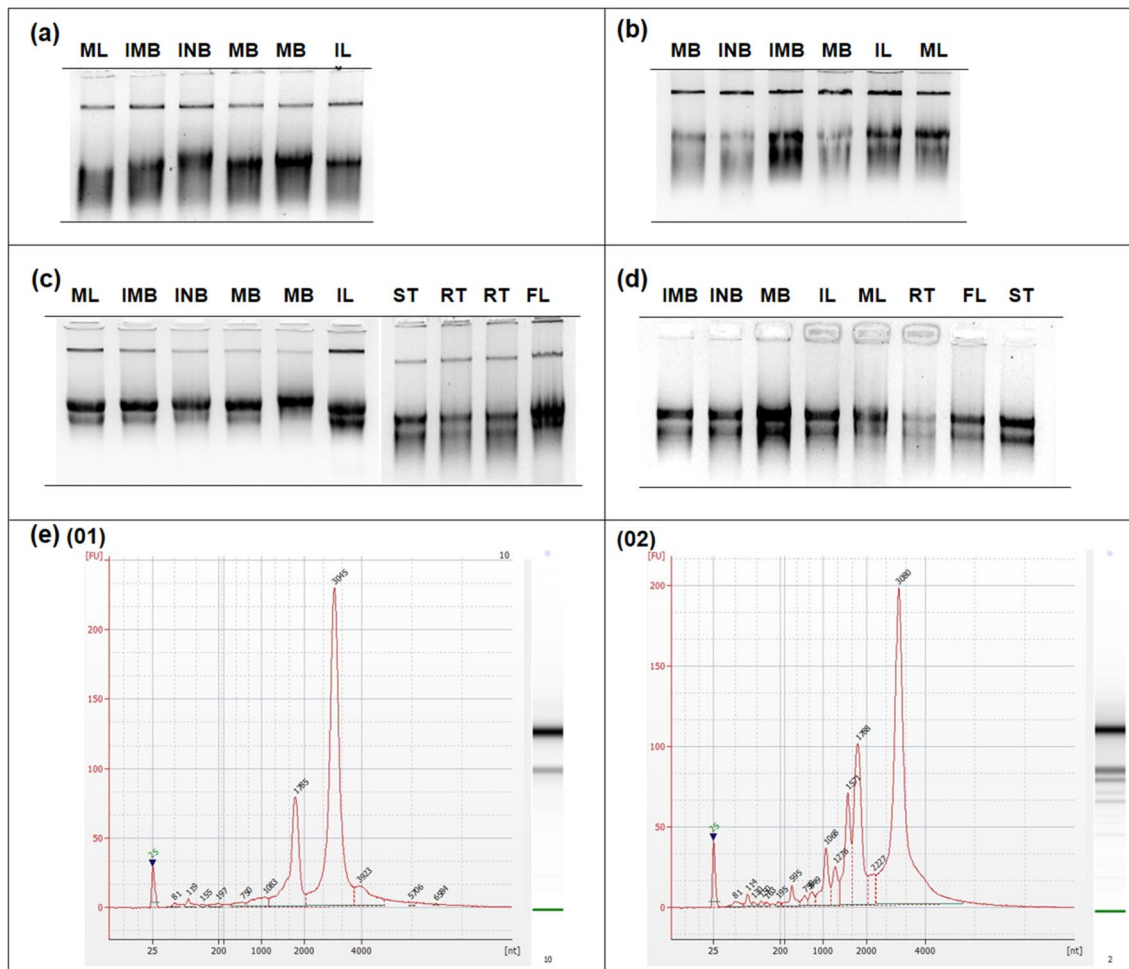 (a)
ML IMB INB MB MB IL
(b)
MB INB IMB MB IL ML
(c)
ML IMB INB MB MB IL ST RT RT FL
(d)
IMB INB MB IL ML RT FL ST
(e) (01)
[FU]
10
200
150
100
50
0
25
81
119
155
197
750
1083
1785
3045
3923
5706
6584
25 200 1000 2000 4000 [nt]
10
(02)
[FU]
200
150
100
50
0
25
81
114
195
595
1068
1276
1571
1788
2227
3080
25 200 1000 2000 4000 [nt]
2